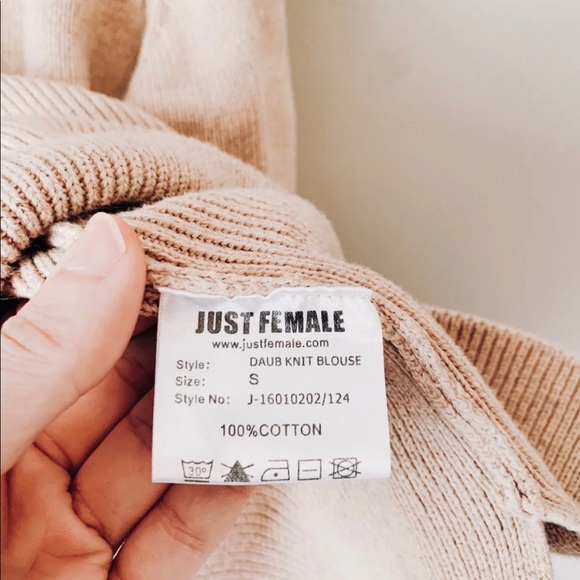 JUST FEMALE
www.justfemale.com
Style: DAUB KNIT BLOUSE
Size: S
Style No: J-16010202/124
100%COTTON
30°